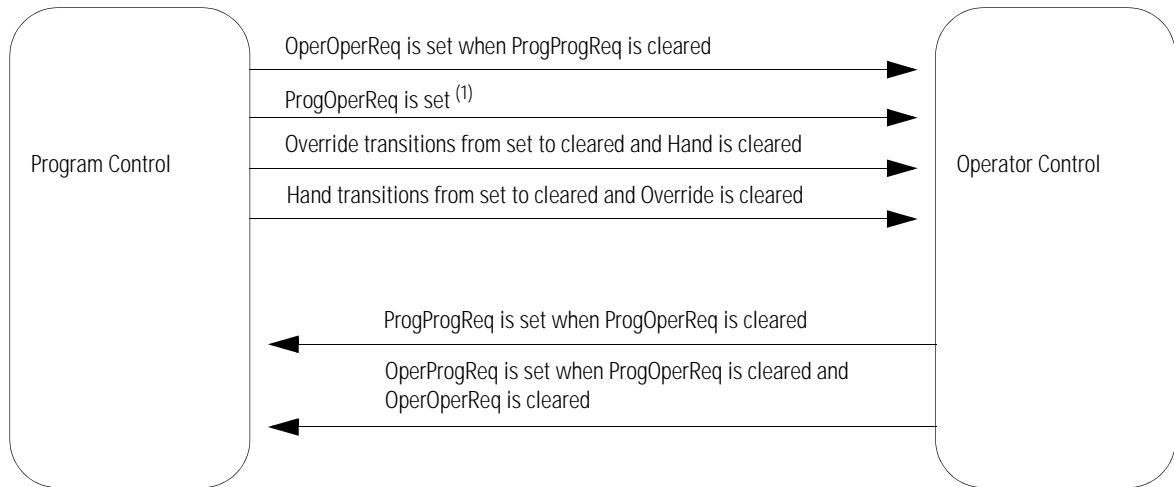 OperOperReq is set when ProgProgReq is cleared
ProgOperReq is set (1)
Override transitions from set to cleared and Hand is cleared
Program Control
Operator Control
Hand transitions from set to cleared and Override is cleared
ProgProgReq is set when ProgOperReq is cleared
OperProgReq is set when ProgOperReq is cleared and
OperOperReq is cleared